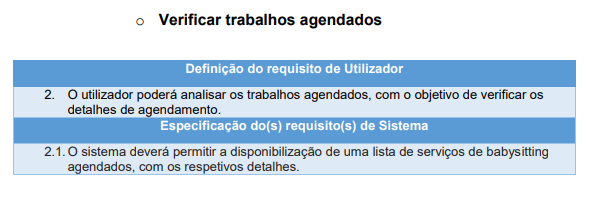 o Verificar trabalhos agendados
Definição do requisito de Utilizador
2. O utilizador poderá analisar os trabalhos agendados, com o objetivo de verificar os
detalhes de agendamento.
Especificação do(s) requisito(s) de Sistema
2.1. O sistema deverá permitir a disponibilização de uma lista de serviços de babysitting
agendados, com os respetivos detalhes.